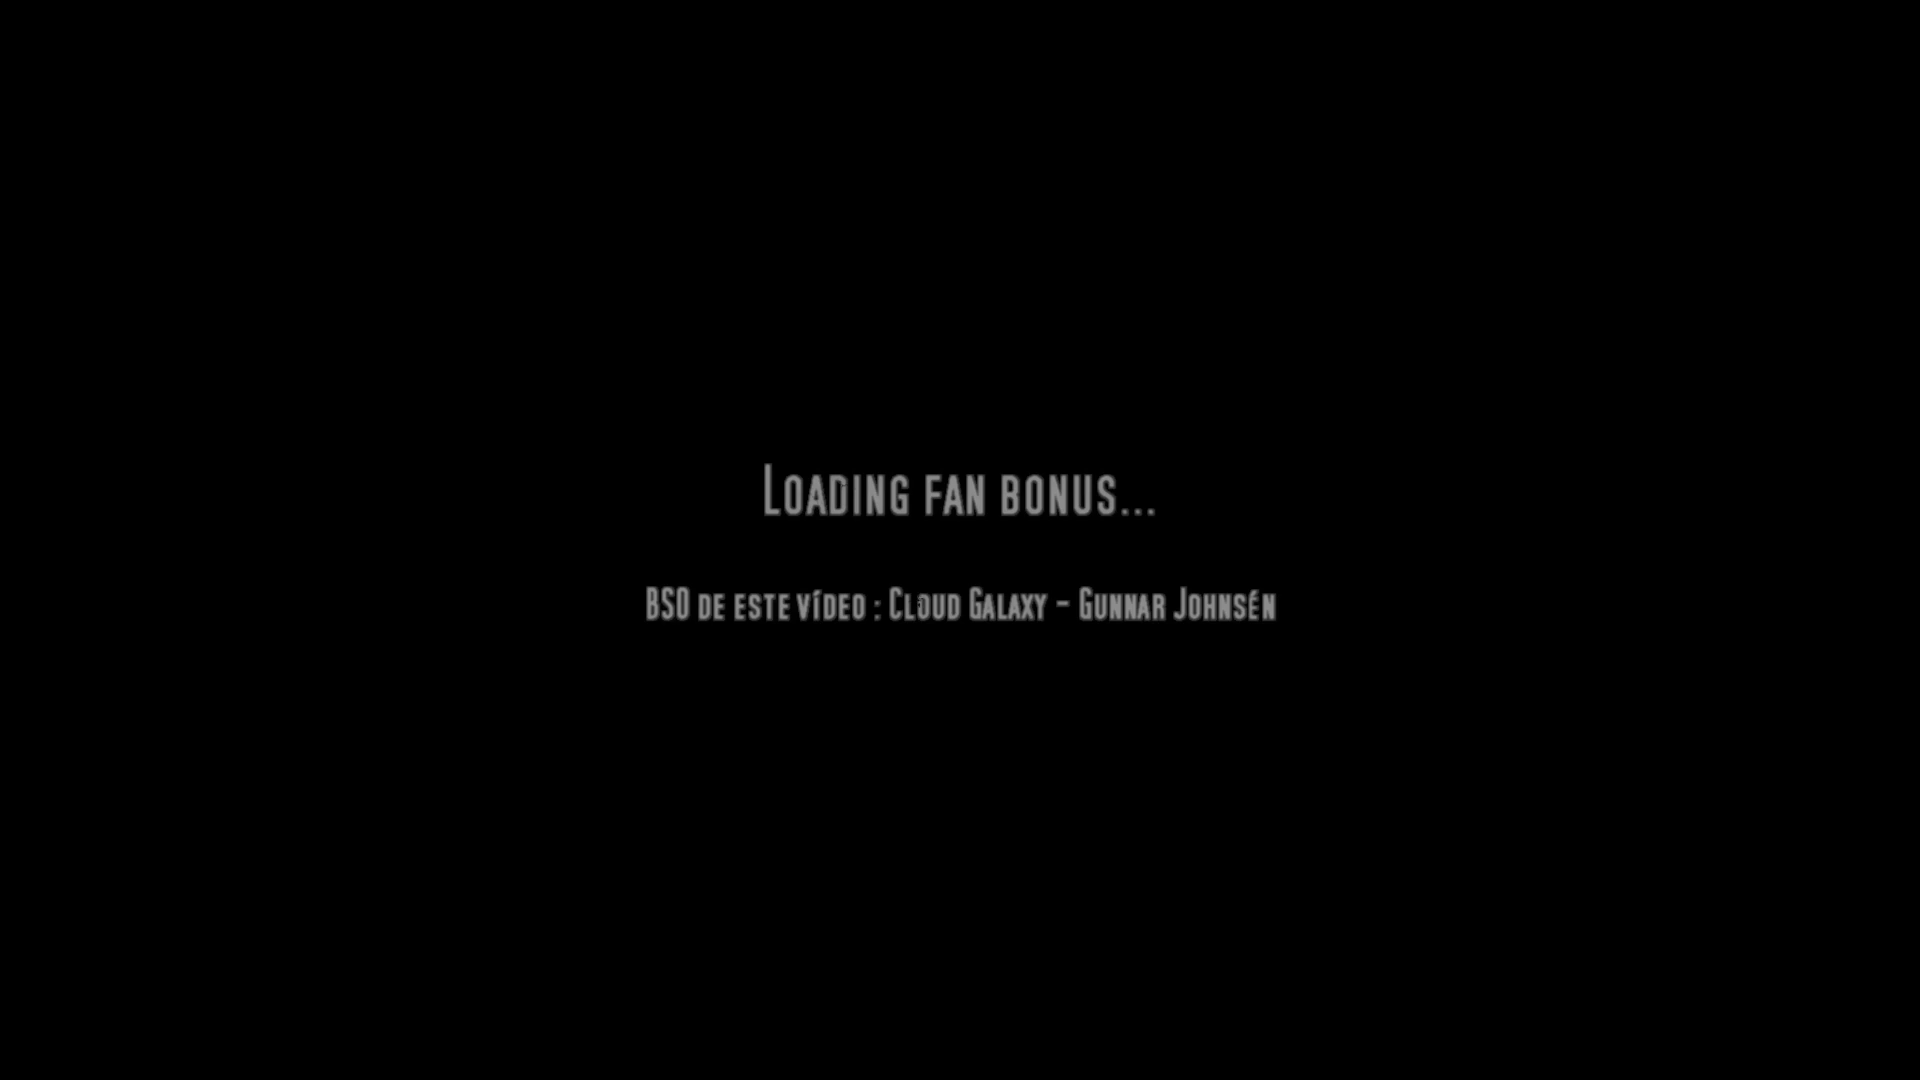 Loading fan bonus...
BSO de este vídeo : Cloud Galaxy - Gunnar Johnsén